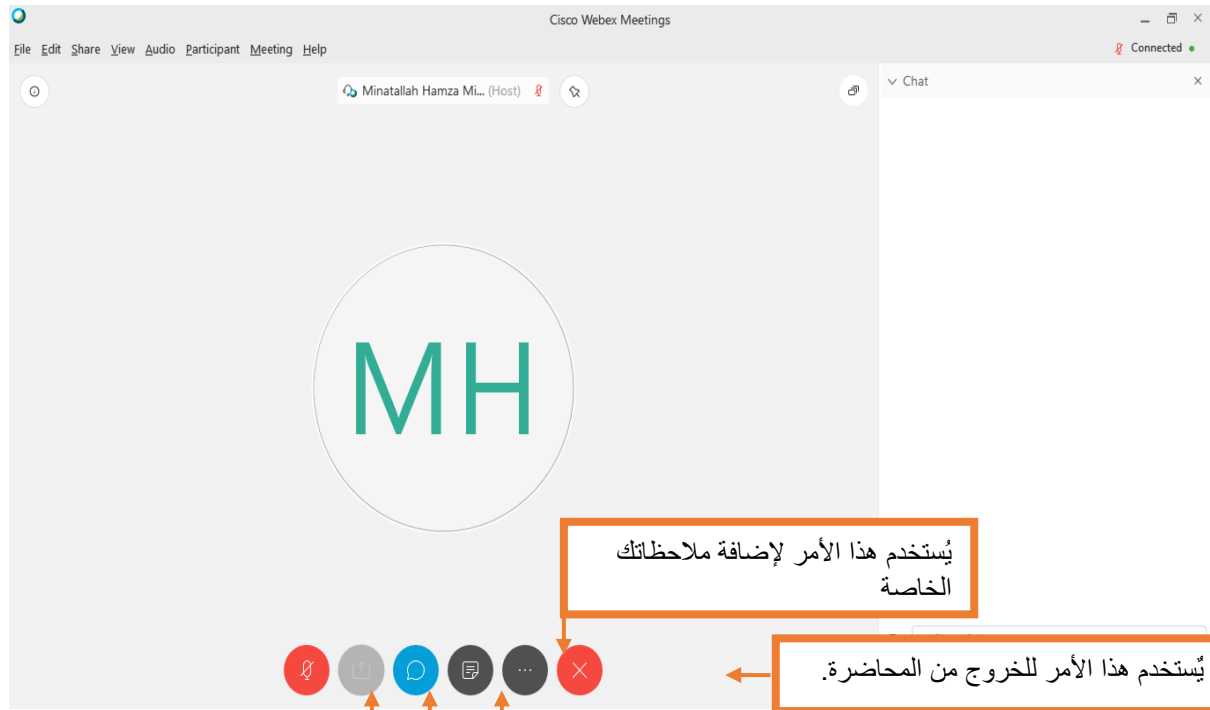 Cisco Webex Meetings
File Edit Share View Audio Participant Meeting Help
Connected
Minatallah Hamza Mi... (Host)
Chat
MH
يُستخدم هذا الأمر لإضافة ملاحظاتك
الخاصة
يٌستخدم هذا الأمر للخروج من المحاضرة.